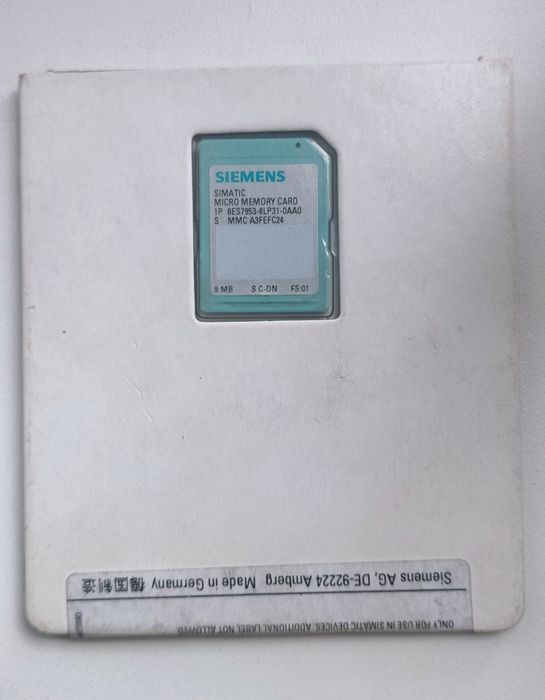 SIEMENS
SIMATIC
MICRO MEMORY CARD
1P 6ES7953-8LP31-0AA0
S MMC A3FEFC24
8 MB S C-DN FS:01
Siemens AG, DE-92224 Amberg Made in Germany 德国制造
ONLY FOR USE IN SIMATIC DEVICES. ADDITIONAL LABEL NOT ALLOWED.